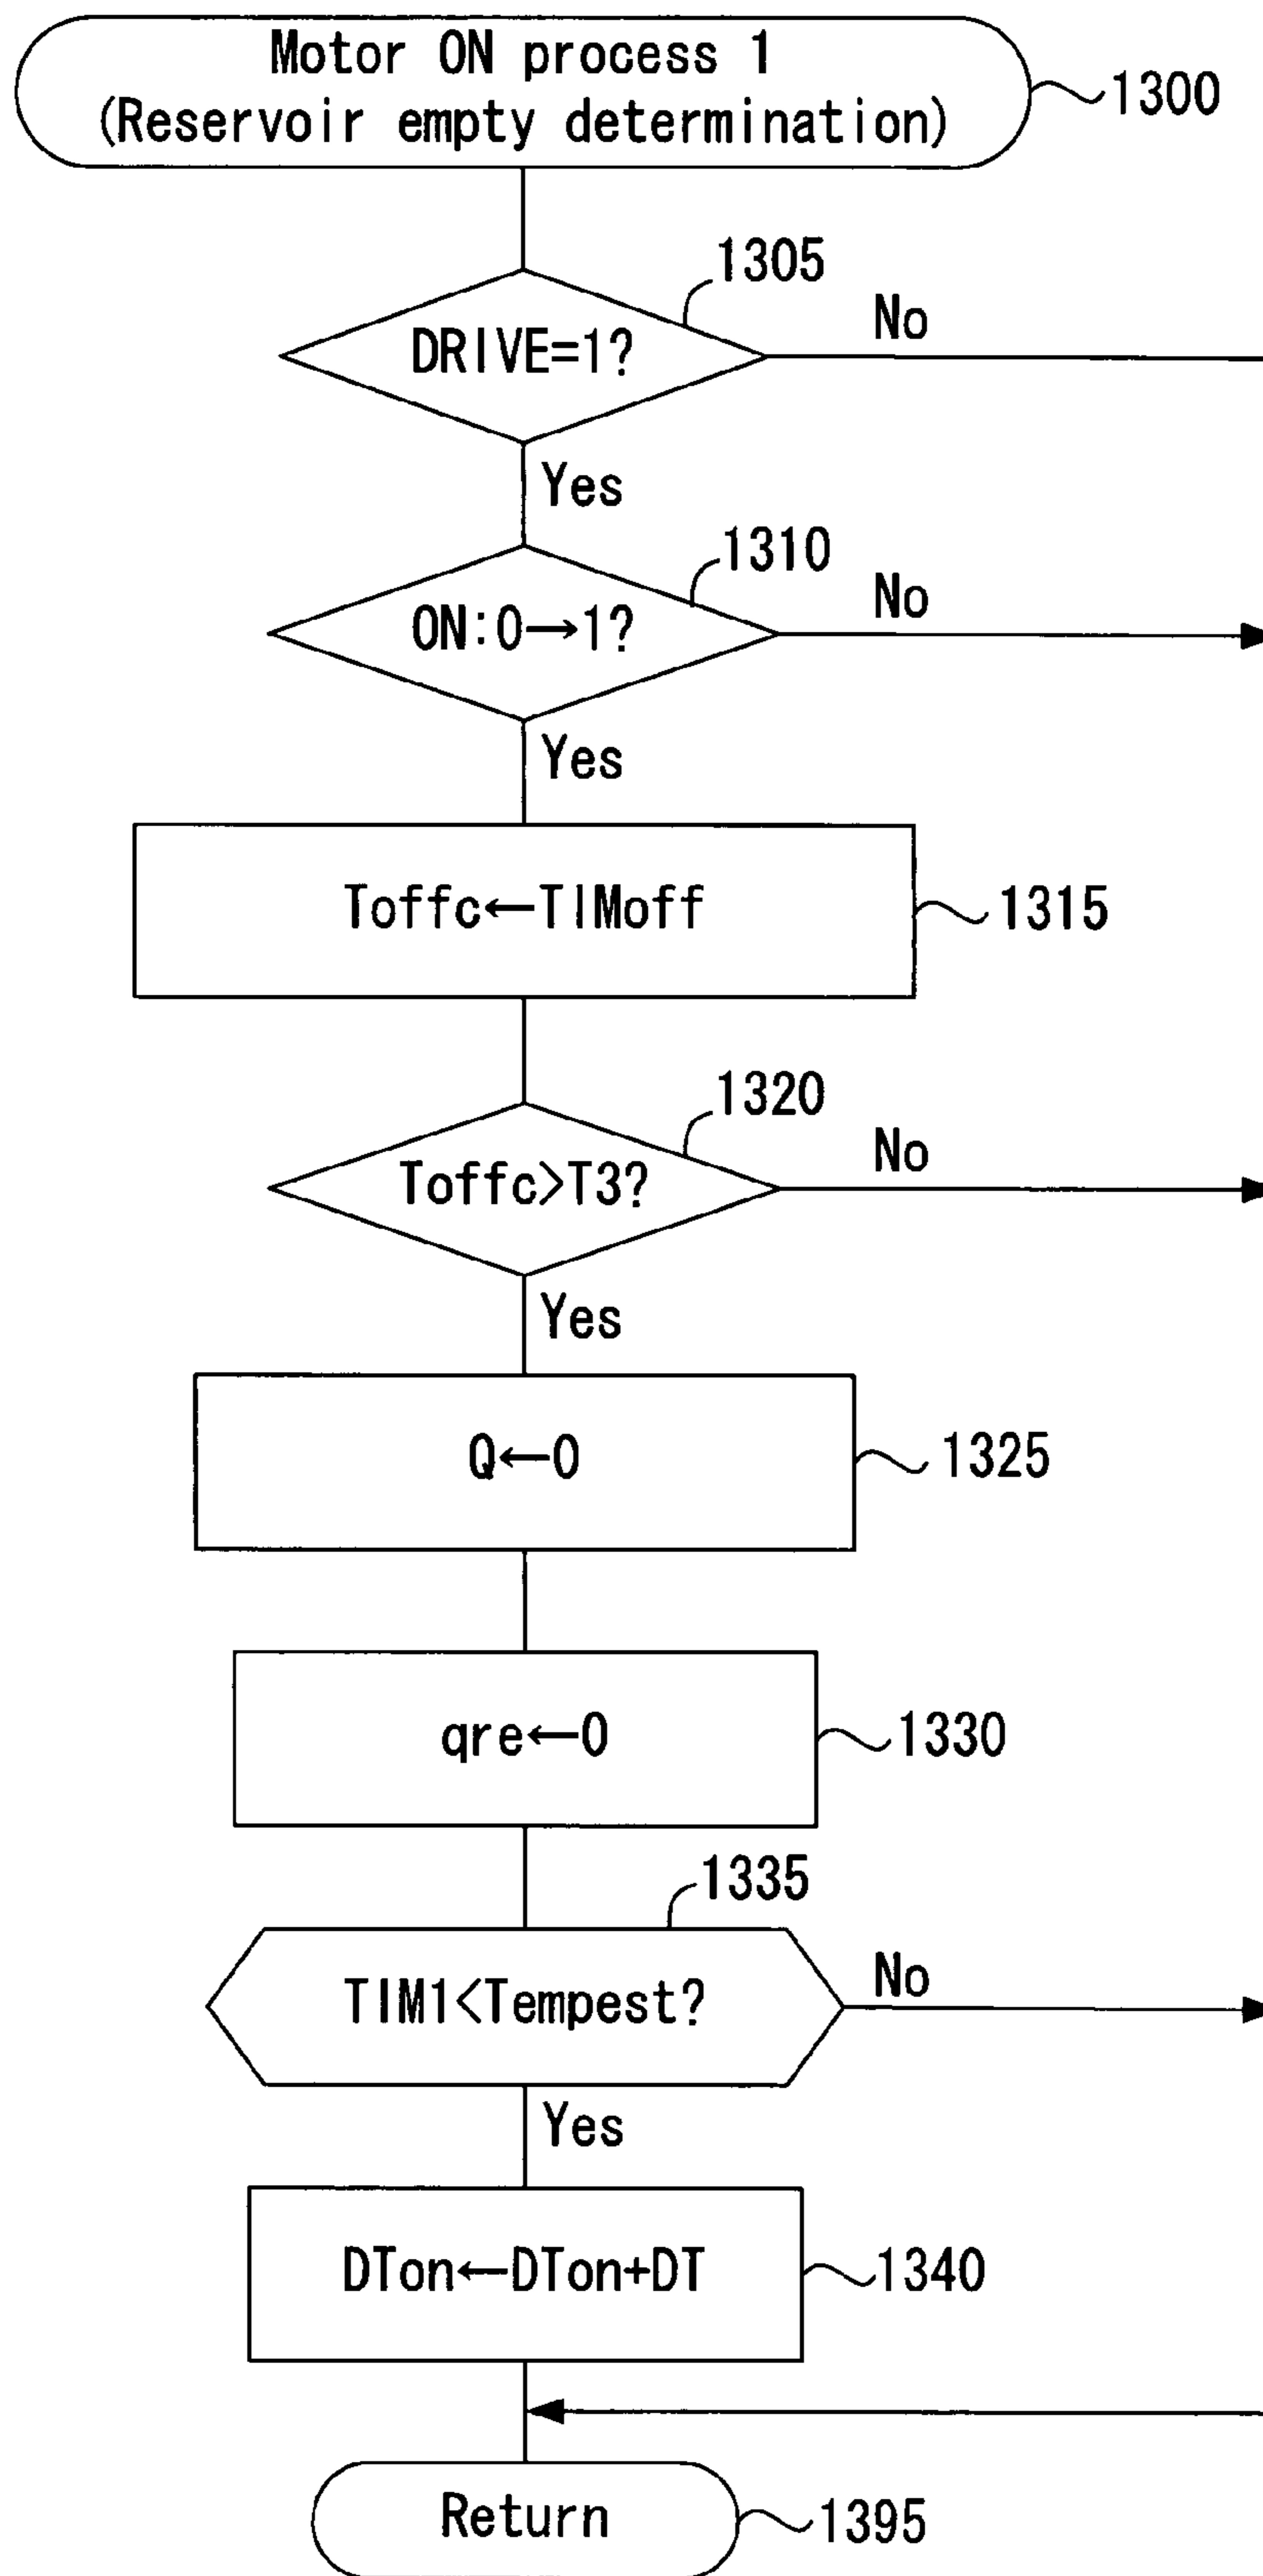 Motor ON process 1
(Reservoir empty determination)
1300
1305
DRIVE=1?
No
Yes
1310
ON:0→1?
No
Yes
Toffc←TIMoff
1315
1320
Toffc>T3?
No
Yes
Q←0
1325
qre←0
1330
1335
TIM1<Tempest?
No
Yes
DTon←DTon+DT
1340
Return
1395